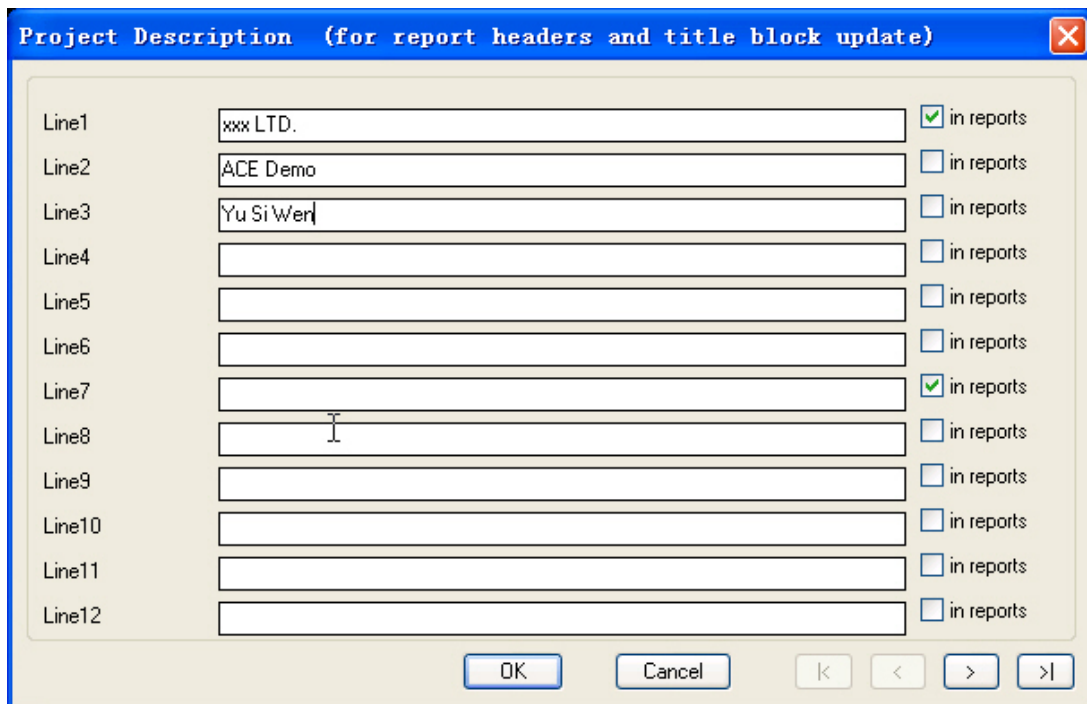 Project Description (for report headers and title block update)
Line1 xxx LTD. in reports
Line2 ACE Demo in reports
Line3 Yu Si Wen in reports
Line4 in reports
Line5 in reports
Line6 in reports
Line7 in reports
Line8 in reports
Line9 in reports
Line10 in reports
Line11 in reports
Line12 in reports
OK Cancel |< < > >|